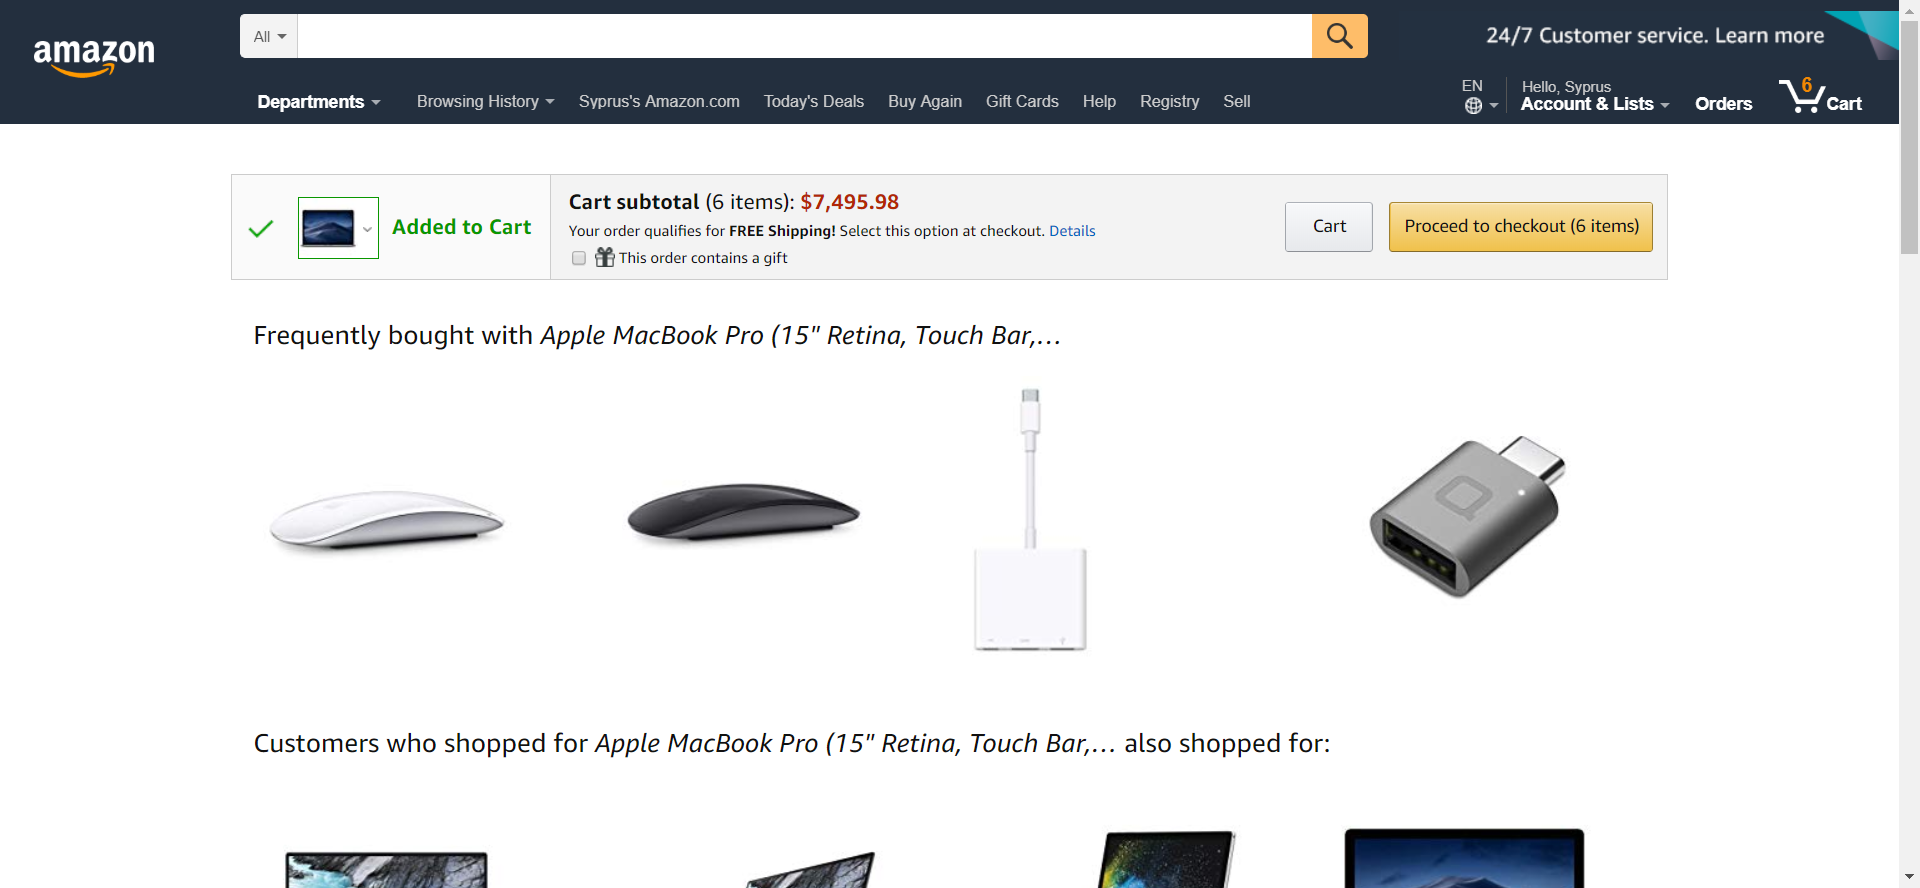 amazon
All
24/7 Customer service. Learn more
Departments
Browsing History
Syprus's Amazon.com
Today's Deals
Buy Again
Gift Cards
Help
Registry
Sell
EN
Hello, Syprus
Account & Lists
Orders
6
Cart
Added to Cart
Cart subtotal (6 items): $7,495.98
Your order qualifies for FREE Shipping! Select this option at checkout. Details
This order contains a gift
Cart
Proceed to checkout (6 items)
Frequently bought with Apple MacBook Pro (15" Retina, Touch Bar,…
Customers who shopped for Apple MacBook Pro (15" Retina, Touch Bar,… also shopped for: